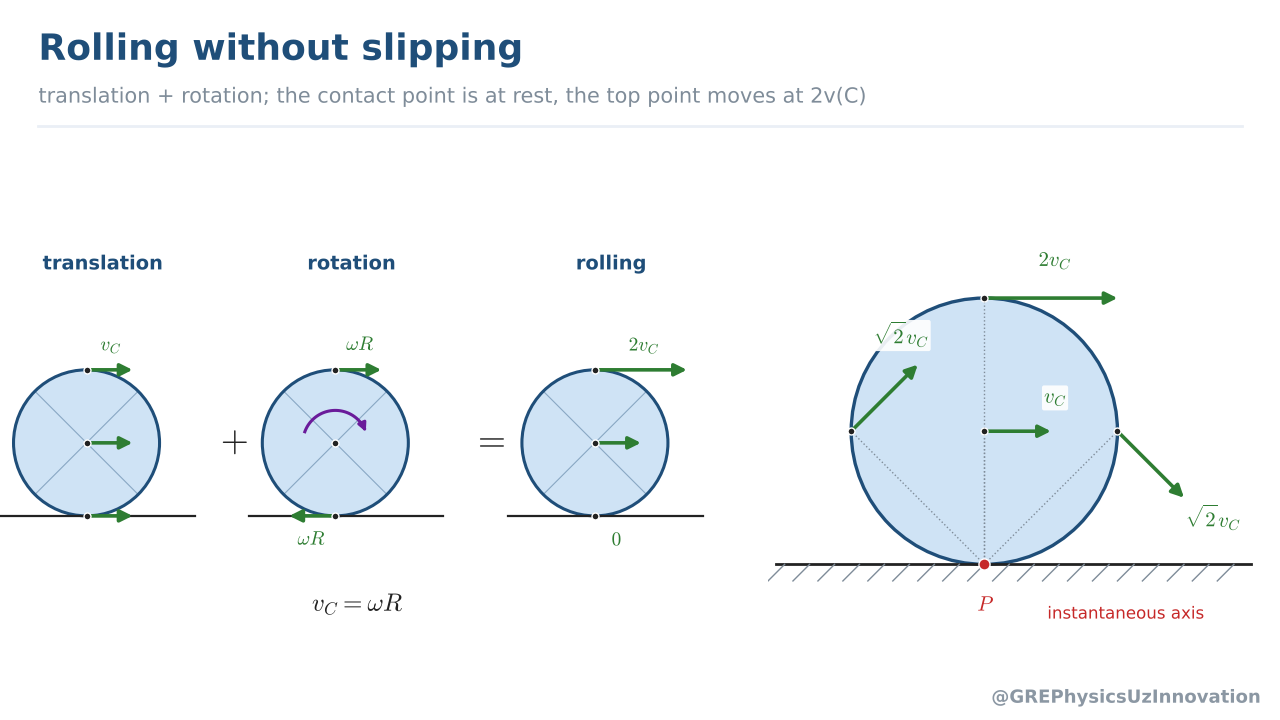 Rolling without slipping
translation + rotation; the contact point is at rest, the top point moves at 2v(C)
translation
rotation
rolling
v_C
ωR
2v_C
+
=
ωR
0
v_C = ωR
2v_C
√2 v_C
v_C
√2 v_C
P
instantaneous axis
@GREPhysicsUzInnovation